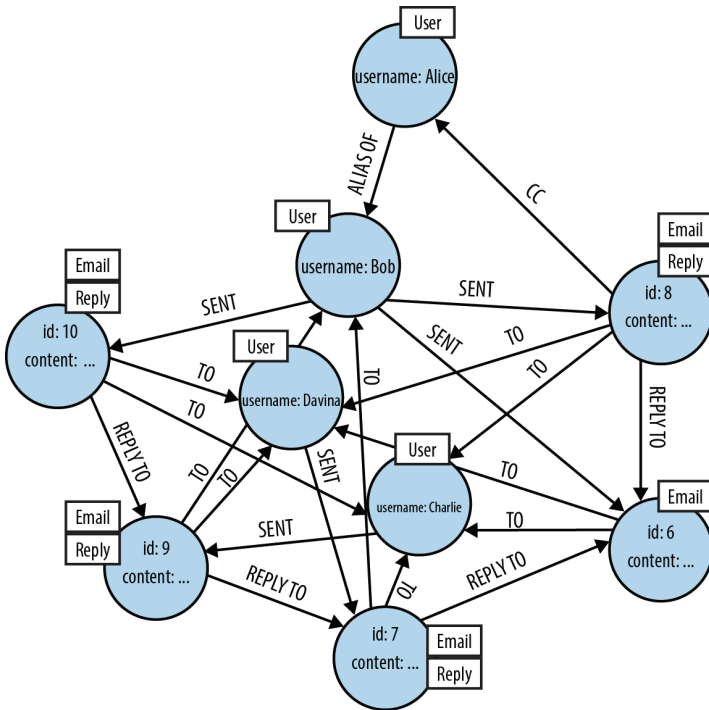 User
username: Alice
ALIAS OF
CC
User
username: Bob
Email
Reply
id: 8
content: ...
Email
Reply
id: 10
content: ...
SENT
SENT
SENT
User
username: Davina
TO
TO
TO
TO
TO
REPLY TO
REPLY TO
User
username: Charlie
TO
TO
SENT
TO
TO
Email
id: 6
content: ...
Email
Reply
id: 9
content: ...
SENT
REPLY TO
TO
REPLY TO
id: 7
content: ...
Email
Reply